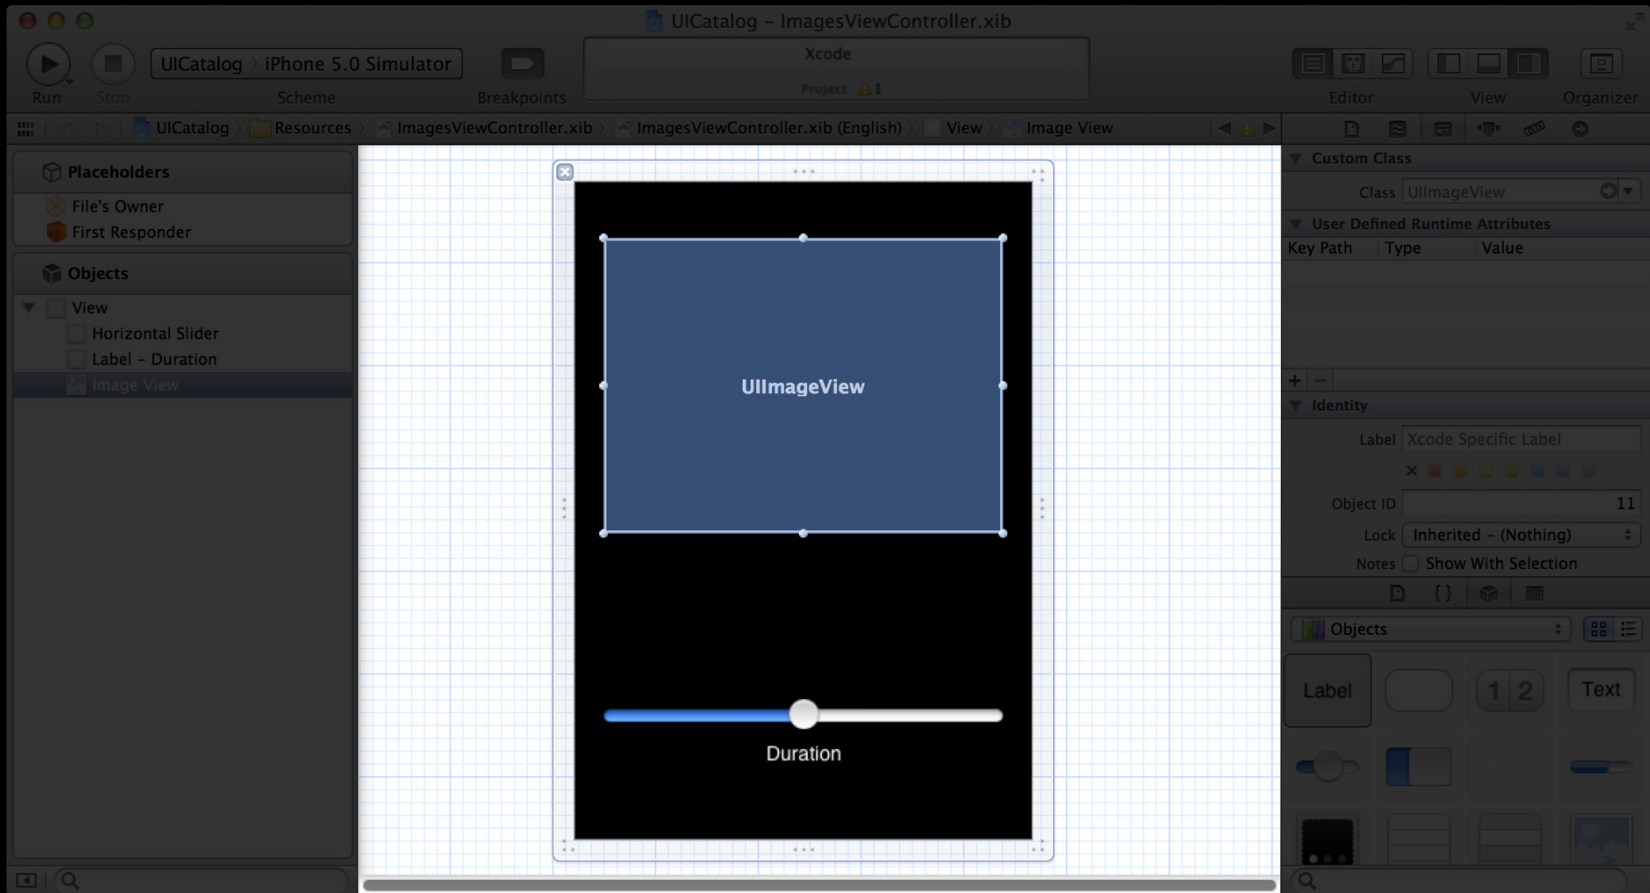 UICatalog – ImagesViewController.xib
UICatalog › iPhone 5.0 Simulator
Xcode
Project 1
Run
Stop
Scheme
Breakpoints
Editor
View
Organizer
UICatalog › Resources › ImagesViewController.xib › ImagesViewController.xib (English) › View › Image View
Placeholders
File's Owner
First Responder
Objects
View
Horizontal Slider
Label – Duration
Image View
UIImageView
Duration
Custom Class
Class UIImageView
User Defined Runtime Attributes
Key Path Type Value
Identity
Label Xcode Specific Label
Object ID 11
Lock Inherited – (Nothing)
Notes Show With Selection
{}
Objects
Label 1 2 Text